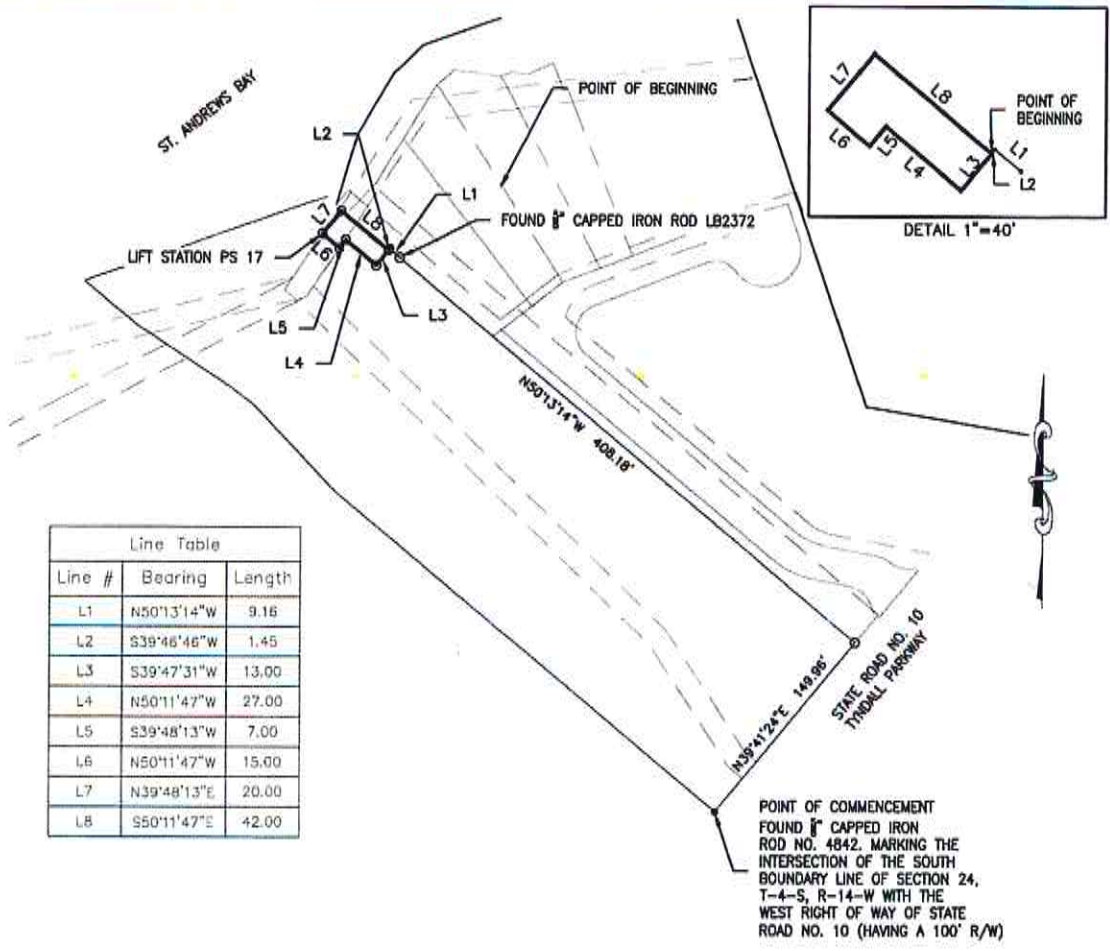 ST. ANDREWS BAY
POINT OF BEGINNING
L2
L1
FOUND ⅝" CAPPED IRON ROD LB2372
L7
L8
LIFT STATION PS 17
L6
L3
L5
L4
L7
L8
POINT OF
BEGINNING
L6
L5
L4
L3
L1
L2
DETAIL 1"=40'
N50°13'14"W 408.18'
Line Table
Line # Bearing Length
L1 N50°13'14"W 9.16
L2 S39°46'46"W 1.45
L3 S39°47'31"W 13.00
L4 N50°11'47"W 27.00
L5 S39°48'13"W 7.00
L6 N50°11'47"W 15.00
L7 N39°48'13"E 20.00
L8 S50°11'47"E 42.00
N39°41'24"E 149.96'
STATE ROAD NO. 10
TYNDALL PARKWAY
POINT OF COMMENCEMENT
FOUND ⅝" CAPPED IRON
ROD NO. 4842. MARKING THE
INTERSECTION OF THE SOUTH
BOUNDARY LINE OF SECTION 24,
T-4-S, R-14-W WITH THE
WEST RIGHT OF WAY OF STATE
ROAD NO. 10 (HAVING A 100' R/W)